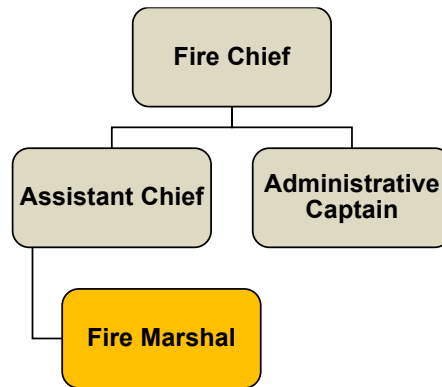 Fire Chief
Assistant Chief
Administrative
Captain
Fire Marshal